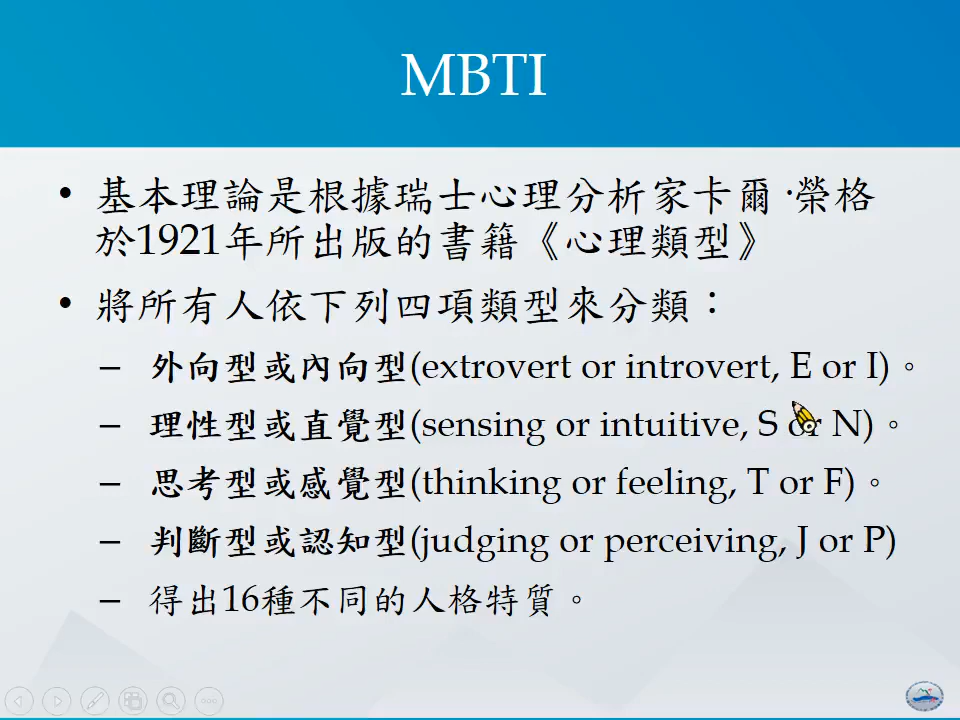 MBTI
• 基本理論是根據瑞士心理分析家卡爾·榮格
於1921年所出版的書籍《心理類型》
• 將所有人依下列四項類型來分類：
– 外向型或內向型(extrovert or introvert, E or I)。
– 理性型或直覺型(sensing or intuitive, S or N)。
– 思考型或感覺型(thinking or feeling, T or F)。
– 判斷型或認知型(judging or perceiving, J or P)
– 得出16種不同的人格特質。